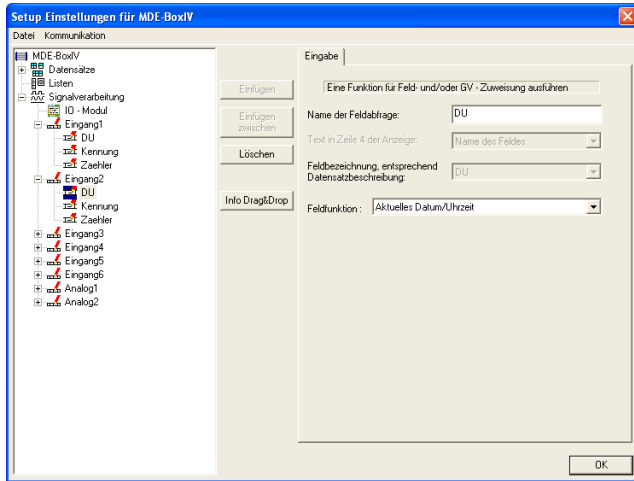 Setup Einstellungen für MDE-BoxIV
Datei Kommunikation
MDE-BoxIV
Datensätze
Listen
Signalverarbeitung
IO - Modul
Eingang1
DU
Kennung
Zaehler
Eingang2
DU
Kennung
Zaehler
Eingang3
Eingang4
Eingang5
Eingang6
Analog1
Analog2
Einfügen
Einfügen
zwischen
Löschen
Info Drag&Drop
Eingabe
Eine Funktion für Feld- und/oder GV - Zuweisung ausführen
Name der Feldabfrage: DU
Text in Zeile 4 der Anzeige: Name des Feldes
Feldbezeichnung, entsprechend
Datensatzbeschreibung: DU
Feldfunktion : Aktuelles Datum/Uhrzeit
OK